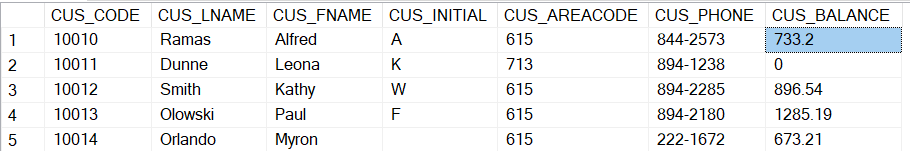 CUS_CODE CUS_LNAME CUS_FNAME CUS_INITIAL CUS_AREACODE CUS_PHONE CUS_BALANCE
1 10010 Ramas Alfred A 615 844-2573 733.2
2 10011 Dunne Leona K 713 894-1238 0
3 10012 Smith Kathy W 615 894-2285 896.54
4 10013 Olowski Paul F 615 894-2180 1285.19
5 10014 Orlando Myron 615 222-1672 673.21